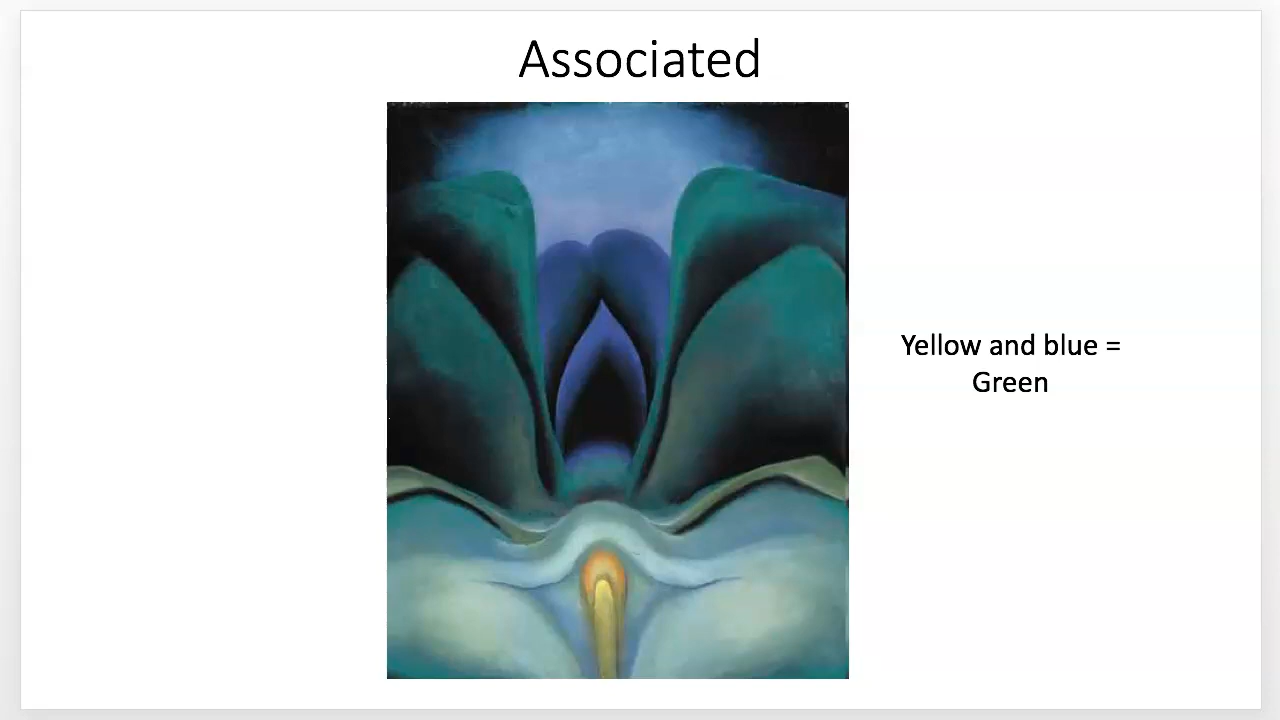 Associated
Yellow and blue =
Green